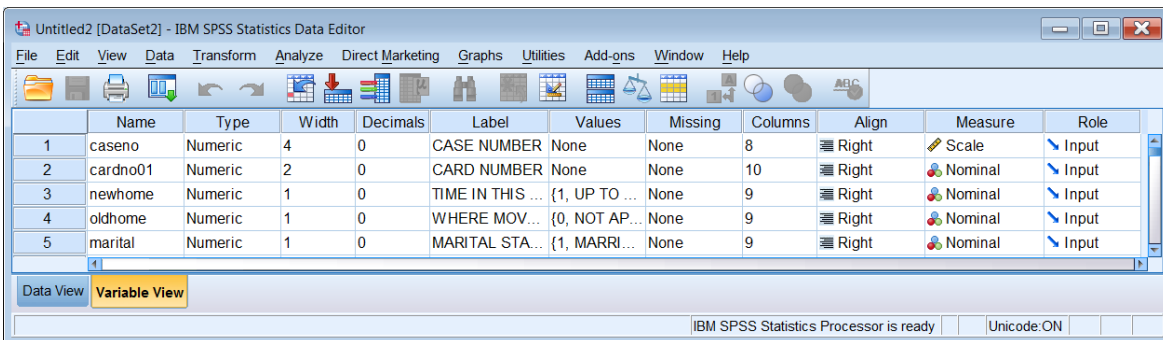 Untitled2 [DataSet2] - IBM SPSS Statistics Data Editor
File Edit View Data Transform Analyze Direct Marketing Graphs Utilities Add-ons Window Help
Name Type Width Decimals Label Values Missing Columns Align Measure Role
1 caseno Numeric 4 0 CASE NUMBER None None 8 Right Scale Input
2 cardno01 Numeric 2 0 CARD NUMBER None None 10 Right Nominal Input
3 newhome Numeric 1 0 TIME IN THIS ... {1, UP TO ... None 9 Right Nominal Input
4 oldhome Numeric 1 0 WHERE MOV... {0, NOT AP... None 9 Right Nominal Input
5 marital Numeric 1 0 MARITAL STA... {1, MARRI... None 9 Right Nominal Input
Data View Variable View
IBM SPSS Statistics Processor is ready Unicode:ON